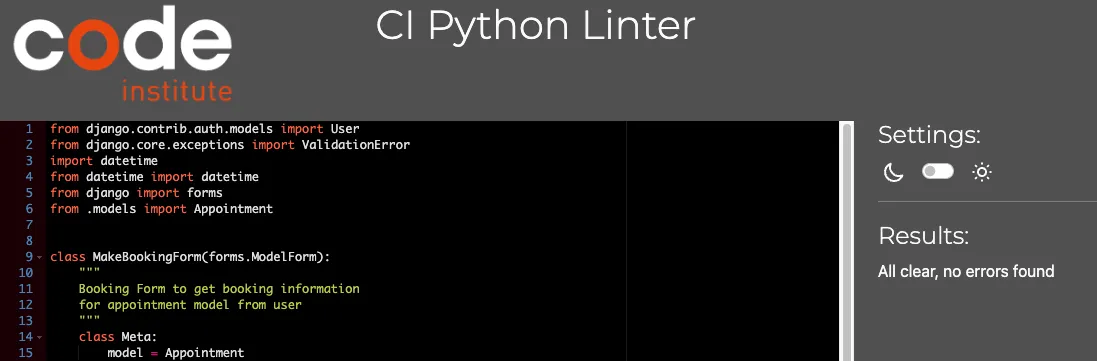 code
institute
CI Python Linter
1 from django.contrib.auth.models import User
2 from django.core.exceptions import ValidationError
3 import datetime
4 from datetime import datetime
5 from django import forms
6 from .models import Appointment
7
8
9 class MakeBookingForm(forms.ModelForm):
10 """
11 Booking Form to get booking information
12 for appointment model from user
13 """
14 class Meta:
15 model = Appointment
Settings:
Results:
All clear, no errors found